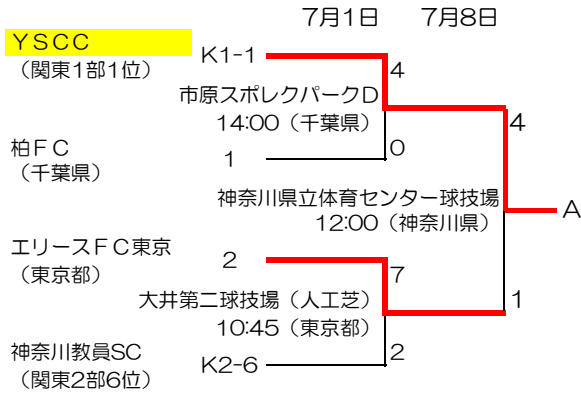 7月1日 7月8日
YSCC
K1-1
(関東1部1位)
4
市原スポレクパークD
14:00(千葉県)
4
柏FC
0
(千葉県)
1
神奈川県立体育センター球技場
12:00(神奈川県)
A
エリースFC東京
2
(東京都)
7
大井第二球技場(人工芝)
1
10:45(東京都)
神奈川教員SC
2
K2-6
(関東2部6位)